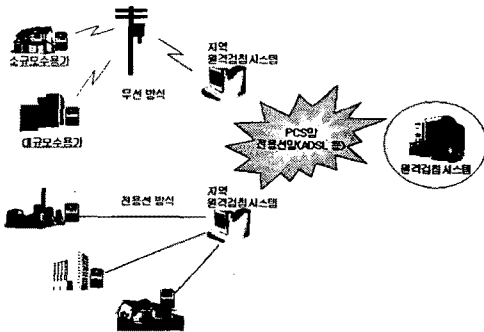 소규모수용가
대규모수용가
무선 방식
지역
원격검침시스템
PCS망
전용선망(ADSL 등)
원격검침시스템
전용선 방식
지역
원격검침시스템